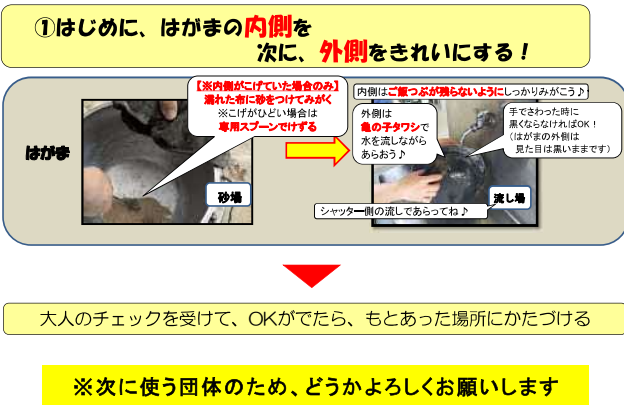 ①はじめに、はがまの内側を
次に、外側をきれいにする！
【※内側がこげていた場合のみ】
濡れた布に砂をつけてみがく
※こげがひどい場合は
専用スプーンでけずる
はがま
砂場
内側はご飯つぶが残らないようにしっかりみがこう♪
外側は
亀の子タワシで
水を流しながら
あらおう♪
手でさわった時に
黒くならなければOK！
（はがまの外側は
見た目は黒いままです）
流し場
シャッター側の流しであらってね♪
大人のチェックを受けて、OKがでたら、もとあった場所にかたづける
※次に使う団体のため、どうかよろしくお願いします